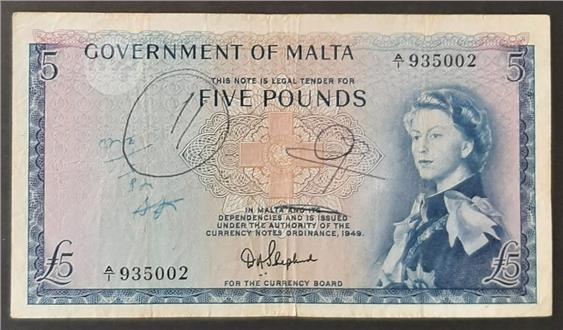 5 GOVERNMENT OF MALTA A/1 935002 5
THIS NOTE IS LEGAL TENDER FOR
FIVE POUNDS
11
IN MALTA AND ITS
DEPENDENCIES AND IS ISSUED
UNDER THE AUTHORITY OF THE
CURRENCY NOTES ORDINANCE, 1949.
£5 A/1 935002 £5
FOR THE CURRENCY BOARD